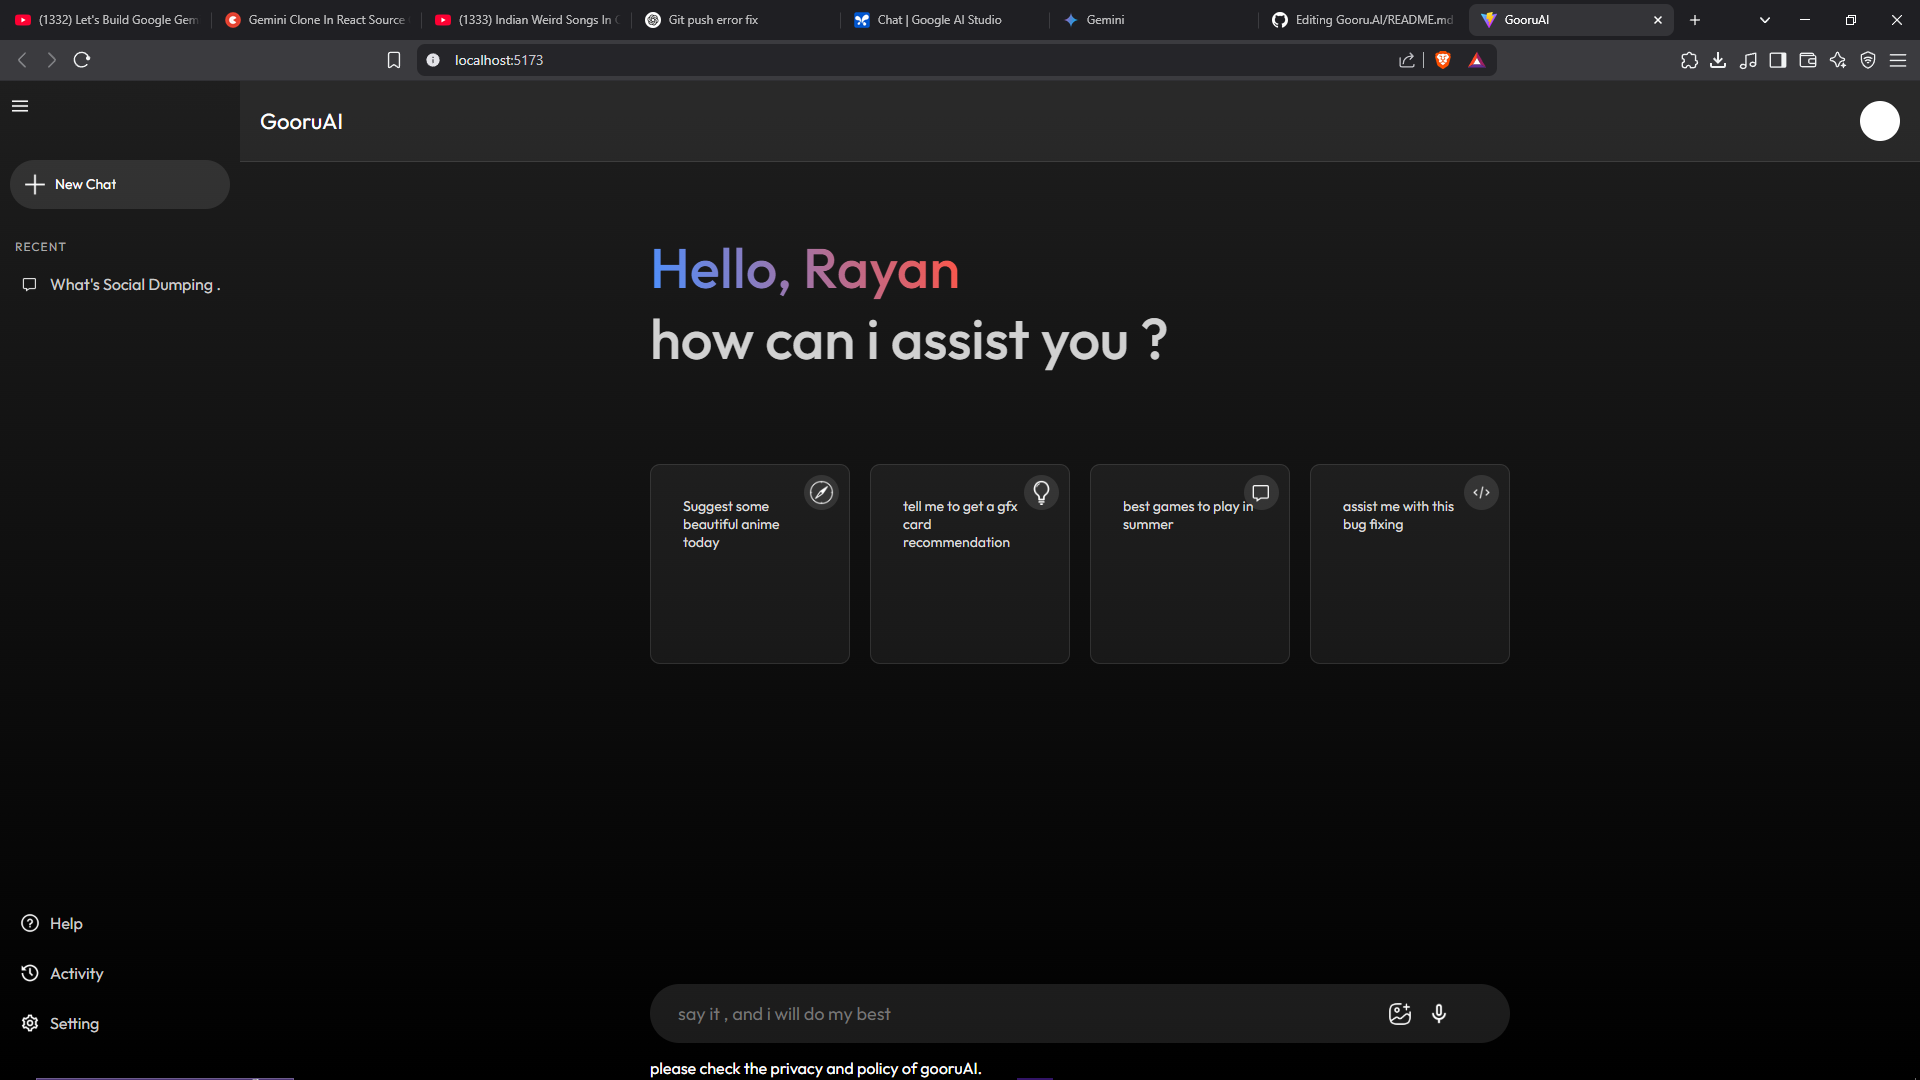 (1332) Let's Build Google Gem
Gemini Clone In React Source
(1333) Indian Weird Songs In
Git push error fix
Chat | Google AI Studio
Gemini
Editing Gooru.AI/README.md
GooruAI
localhost:5173
GooruAI
New Chat
RECENT
What's Social Dumping .
Hello, Rayan
how can i assist you ?
Suggest some
beautiful anime
today
tell me to get a gfx
card
recommendation
best games to play in
summer
assist me with this
bug fixing
Help
Activity
Setting
say it , and i will do my best
please check the privacy and policy of gooruAI.